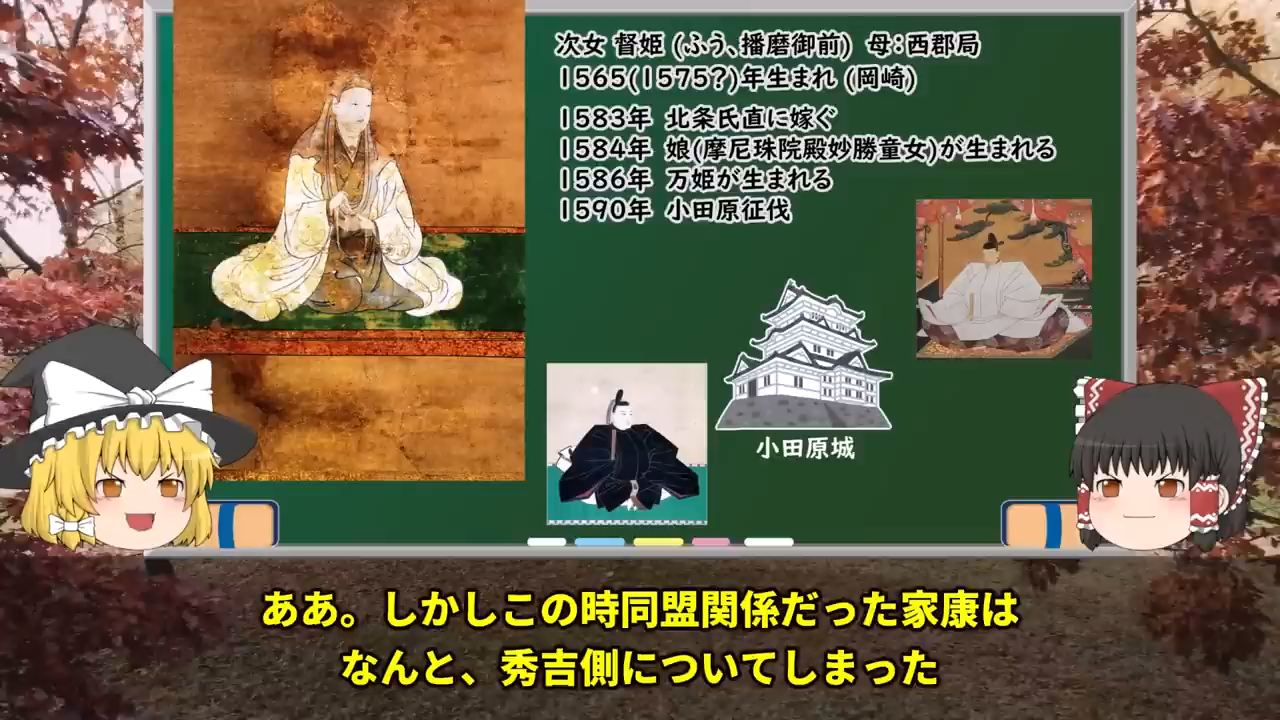 次女 督姫 (ふう、播磨御前) 母：西郡局
1565(1575?)年生まれ (岡崎)
1583年 北条氏直に嫁ぐ
1584年 娘(摩尼珠院殿妙勝童女)が生まれる
1586年 万姫が生まれる
1590年 小田原征伐
小田原城
ああ。しかしこの時同盟関係だった家康は
なんと、秀吉側についてしまった